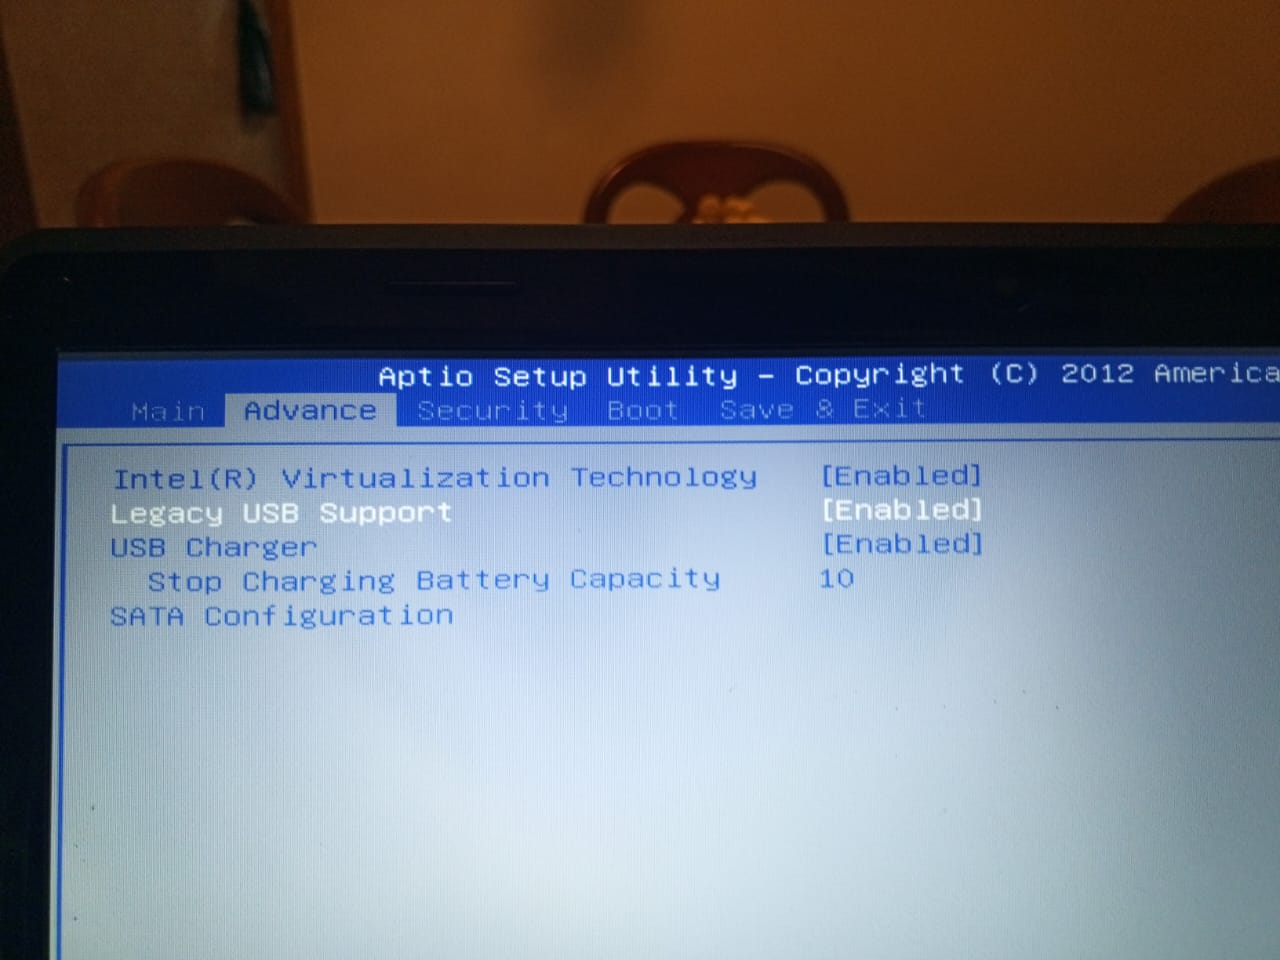 Aptio Setup Utility – Copyright (C) 2012 America
Main Advance Security Boot Save & Exit
Intel(R) Virtualization Technology [Enabled]
Legacy USB Support [Enabled]
USB Charger [Enabled]
Stop Charging Battery Capacity 10
SATA Configuration